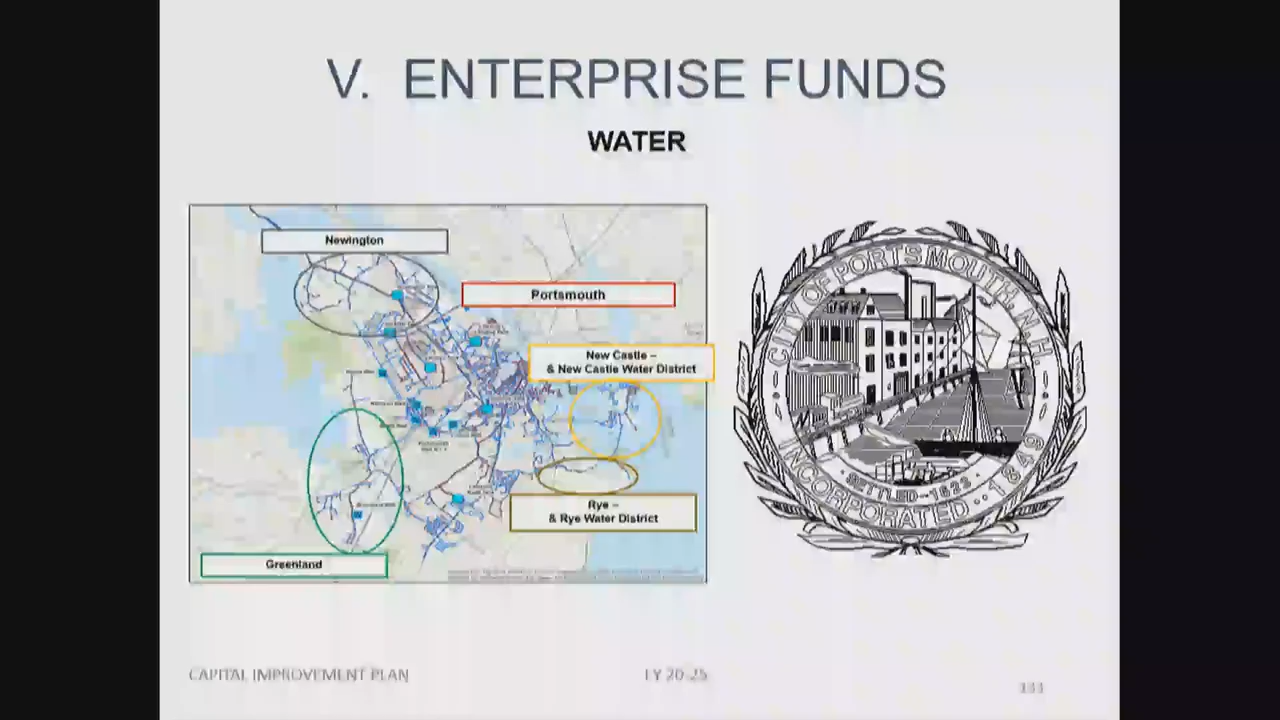 V. ENTERPRISE FUNDS
WATER
Newington
Portsmouth
New Castle –
& New Castle Water District
Rye –
& Rye Water District
Greenland
CITY OF PORTSMOUTH, N.H.
SETTLED-1623
INCORPORATED · · 1849
CAPITAL IMPROVEMENT PLAN
FY 20-25
133